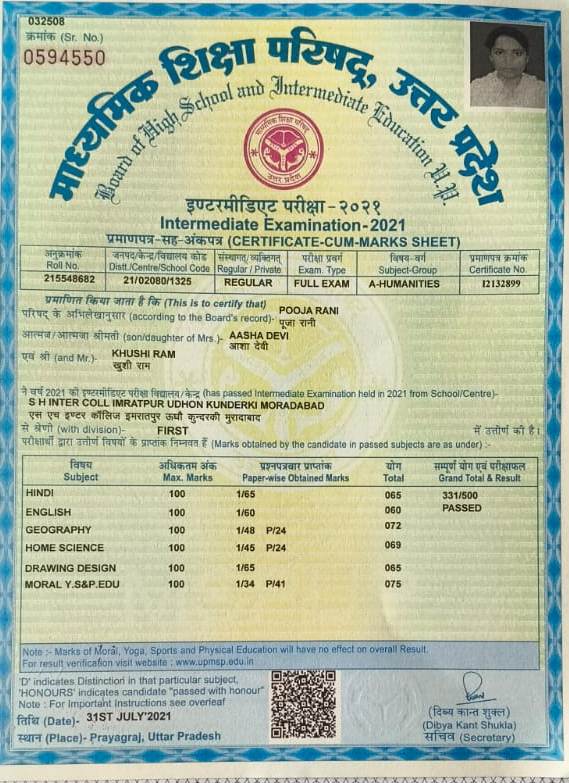 032508
क्रमांक (Sr. No.)
0594550
माध्यमिक शिक्षा परिषद्, उत्तर प्रदेश
Board of High School and Intermediate Education U.P.
माध्यमिक शिक्षा परिषद्
उत्तर प्रदेश
इण्टरमीडिएट परीक्षा-२०२१
Intermediate Examination-2021
प्रमाणपत्र-सह-अंकपत्र (CERTIFICATE-CUM-MARKS SHEET)
अनुक्रमांक जनपद/केन्द्र/विद्यालय कोड संस्थागत/व्यक्तिगत परीक्षा प्रवर्ग विषय-वर्ग प्रमाणपत्र क्रमांक
Roll No. Distt./Centre/School Code Regular / Private Exam. Type Subject-Group Certificate No.
215548682 21/02080/1325 REGULAR FULL EXAM A-HUMANITIES I2132899
प्रमाणित किया जाता है कि (This is to certify that)
परिषद् के अभिलेखानुसार (according to the Board's record)- POOJA RANI
पूजा रानी
आत्मज/आत्मजा श्रीमती (son/daughter of Mrs.)- AASHA DEVI
आशा देवी
एवं श्री (and Mr.)- KHUSHI RAM
खुशी राम
ने वर्ष 2021 की इण्टरमीडिएट परीक्षा विद्यालय/केन्द्र (has passed Intermediate Examination held in 2021 from School/Centre)-
S H INTER COLL IMRATPUR UDHON KUNDERKI MORADABAD
एस एच इण्टर कॉलिज इमरातपुर ऊधौ कुन्दरकी मुरादाबाद
से श्रेणी (with division)- FIRST में उत्तीर्ण की है।
परीक्षार्थी द्वारा उत्तीर्ण विषयों के प्राप्तांक निम्नवत् हैं (Marks obtained by the candidate in passed subjects are as under) :-
विषय अधिकतम अंक प्रश्नपत्रवार प्राप्तांक योग सम्पूर्ण योग एवं परीक्षाफल
Subject Max. Marks Paper-wise Obtained Marks Total Grand Total & Result
HINDI 100 1/65 065 331/500
ENGLISH 100 1/60 060 PASSED
GEOGRAPHY 100 1/48 P/24 072
HOME SCIENCE 100 1/45 P/24 069
DRAWING DESIGN 100 1/65 065
MORAL Y.S&P.EDU 100 1/34 P/41 075
Note :- Marks of Moral, Yoga, Sports and Physical Education will have no effect on overall Result.
For result verification visit website : www.upmsp.edu.in
'D' indicates Distinction in that particular subject,
'HONOURS' indicates candidate "passed with honour"
Note : For Important Instructions see overleaf
तिथि (Date)- 31ST JULY'2021
स्थान (Place)- Prayagraj, Uttar Pradesh
(दिब्य कान्त शुक्ल)
(Dibya Kant Shukla)
सचिव (Secretary)